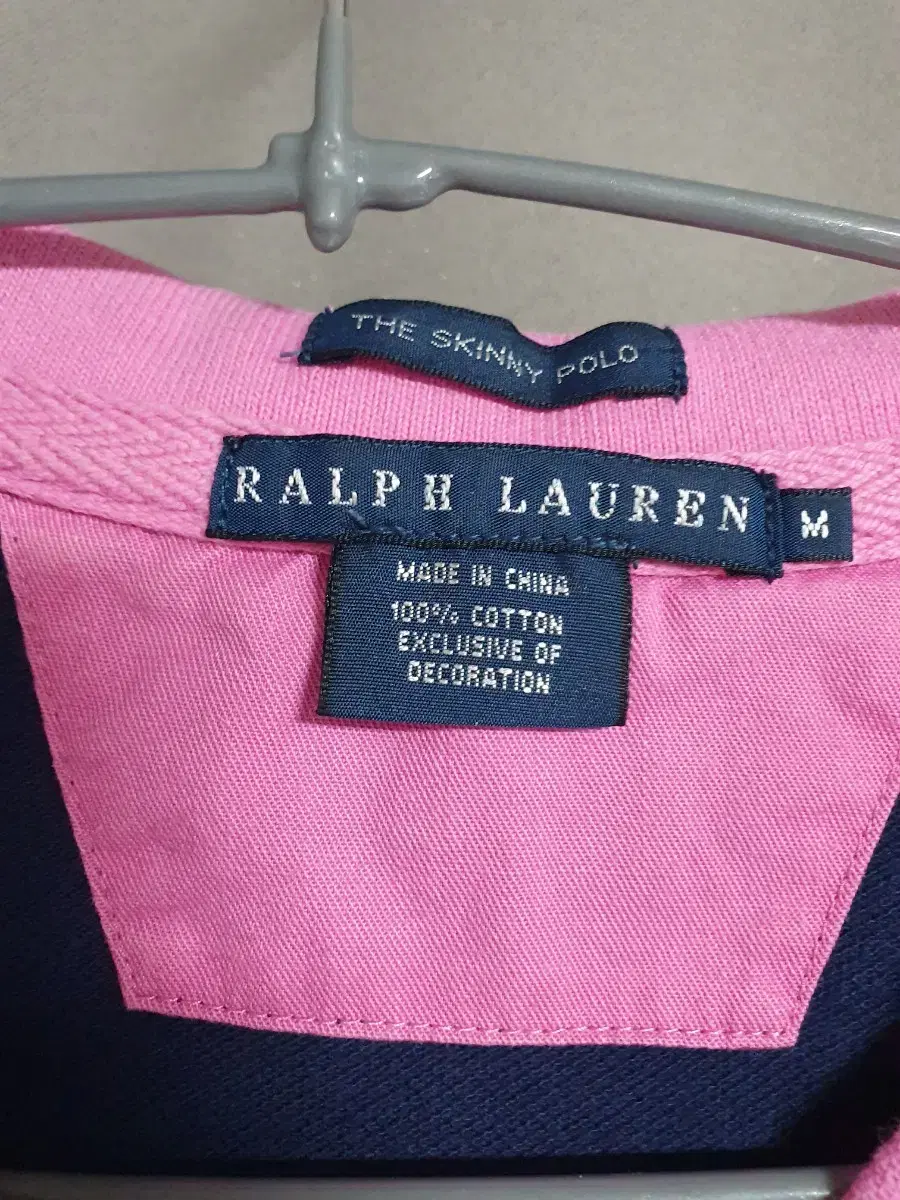 THE SKINNY POLO
RALPH LAUREN
M
MADE IN CHINA
100% COTTON
EXCLUSIVE OF
DECORATION